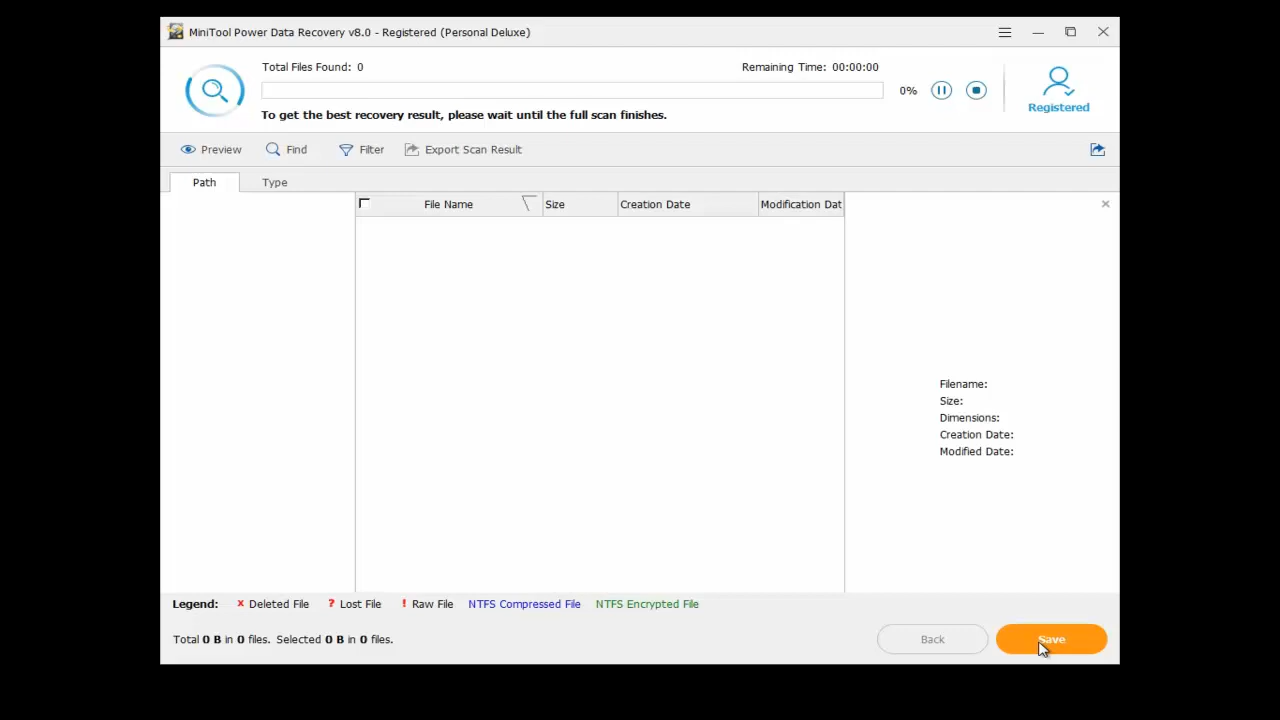 MiniTool Power Data Recovery v8.0 - Registered (Personal Deluxe)
Total Files Found: 0
Remaining Time: 00:00:00
0%
Registered
To get the best recovery result, please wait until the full scan finishes.
Preview Find Filter Export Scan Result
Path Type
File Name Size Creation Date Modification Dat
Filename:
Size:
Dimensions:
Creation Date:
Modified Date:
Legend: x Deleted File ? Lost File ! Raw File NTFS Compressed File NTFS Encrypted File
Total 0 B in 0 files. Selected 0 B in 0 files.
Back Save